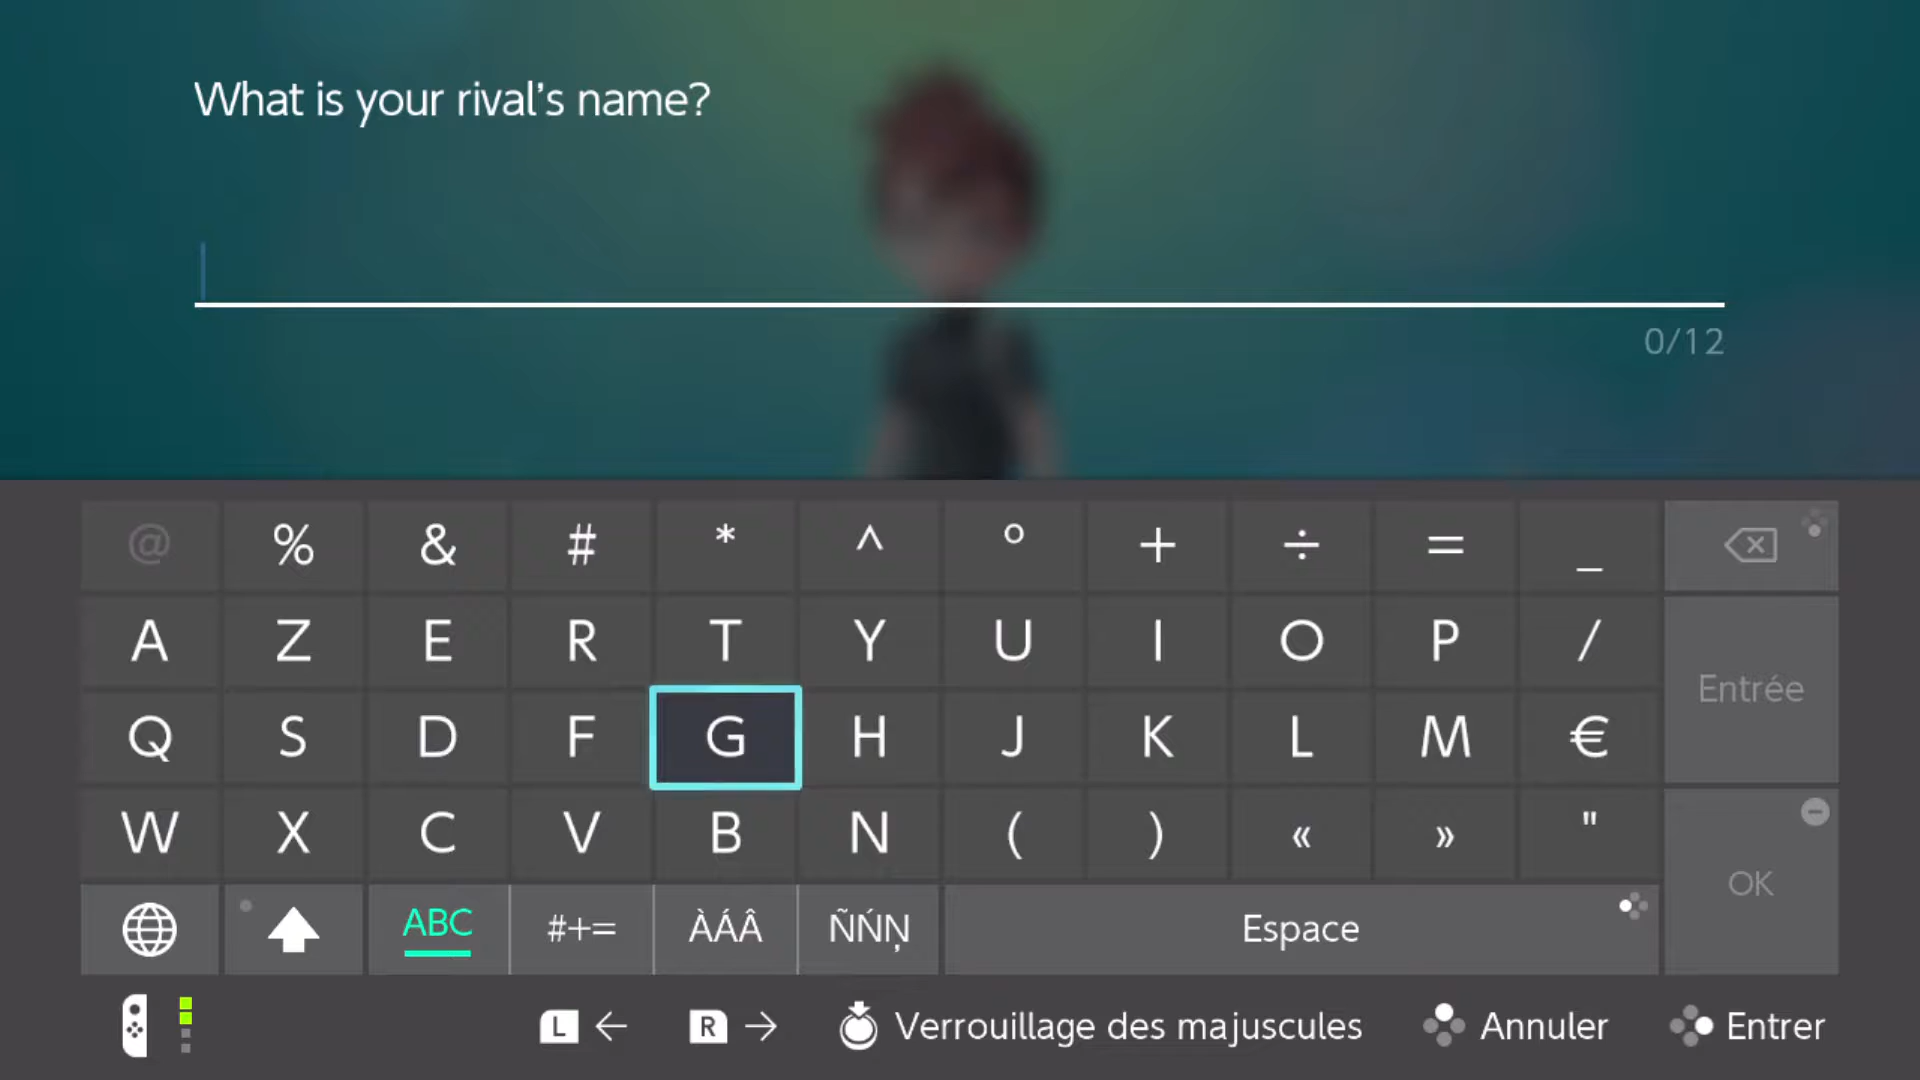 What is your rival's name?
0/12
@ % & # * ^ ° + ÷ = _
A Z E R T Y U I O P /
Entrée
Q S D F G H J K L M €
W X C V B N ( ) « » "
OK
ABC #+= ÀÁÂ ÑŃŅ Espace
L ← R → Verrouillage des majuscules Annuler Entrer